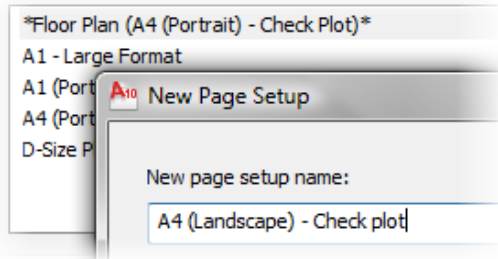 *Floor Plan (A4 (Portrait) - Check Plot)*
A1 - Large Format
A1 (Port
A4 (Port
D-Size P
A10 New Page Setup
New page setup name:
A4 (Landscape) - Check plot